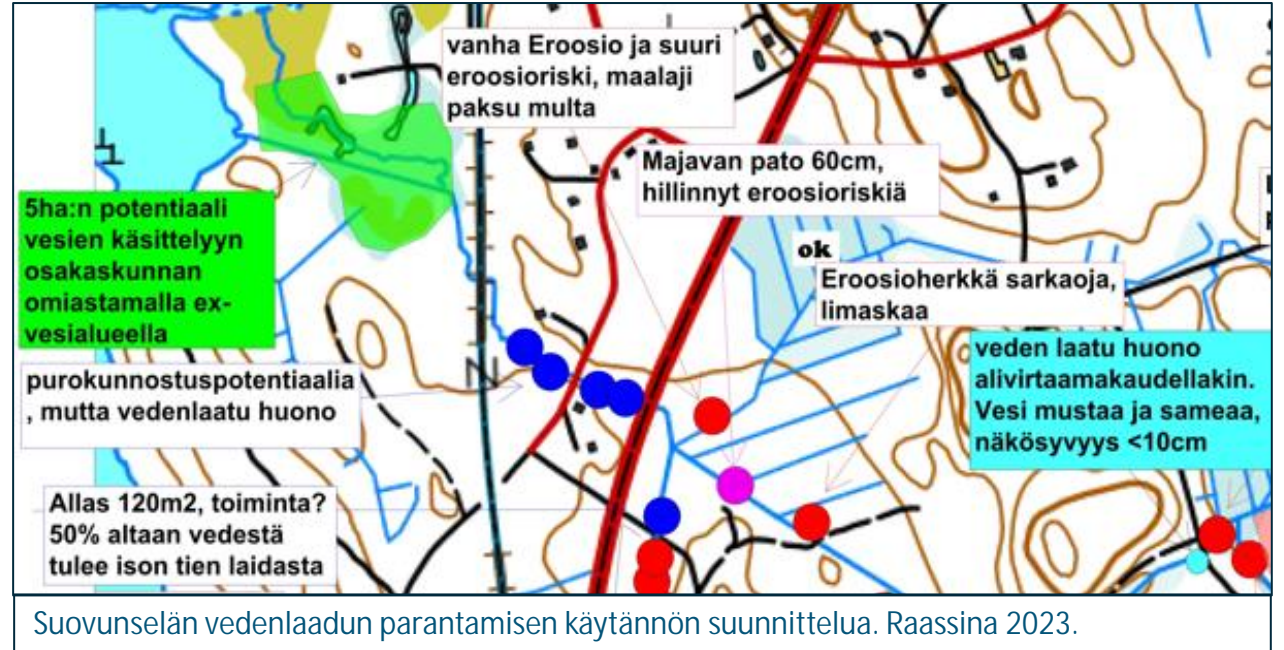 vanha Eroosio ja suuri
eroosioriski, maalaji
paksu multa
Majavan pato 60cm,
hillinnyt eroosioriskiä
5ha:n potentiaali
vesien käsittelyyn
osakaskunnan
omiastamalla ex-
vesialueella
ok
Eroosioherkkä sarkaoja,
limaskaa
veden laatu huono
alivirtaamakaudellakin.
Vesi mustaa ja sameaa,
näkösyvyys <10cm
purokunnostuspotentiaalia
, mutta vedenlaatu huono
Allas 120m2, toiminta?
50% altaan vedestä
tulee ison tien laidasta
Suovunselän vedenlaadun parantamisen käytännön suunnittelua. Raassina 2023.